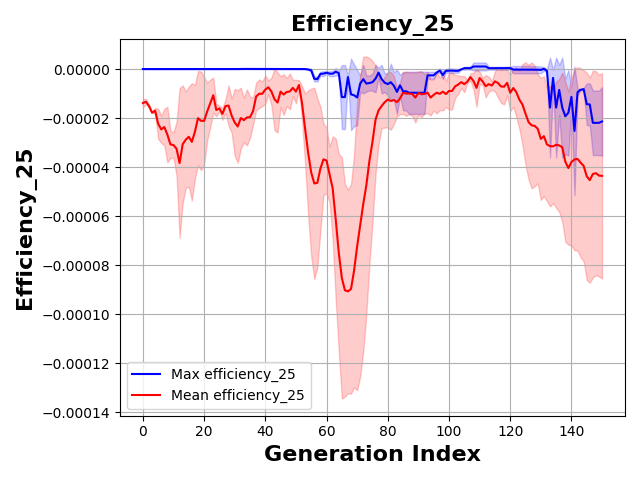 Efficiency_25
Efficiency_25
0.00000
−0.00002
−0.00004
−0.00006
−0.00008
−0.00010
−0.00012
−0.00014
Max efficiency_25
Mean efficiency_25
0 20 40 60 80 100 120 140
Generation Index